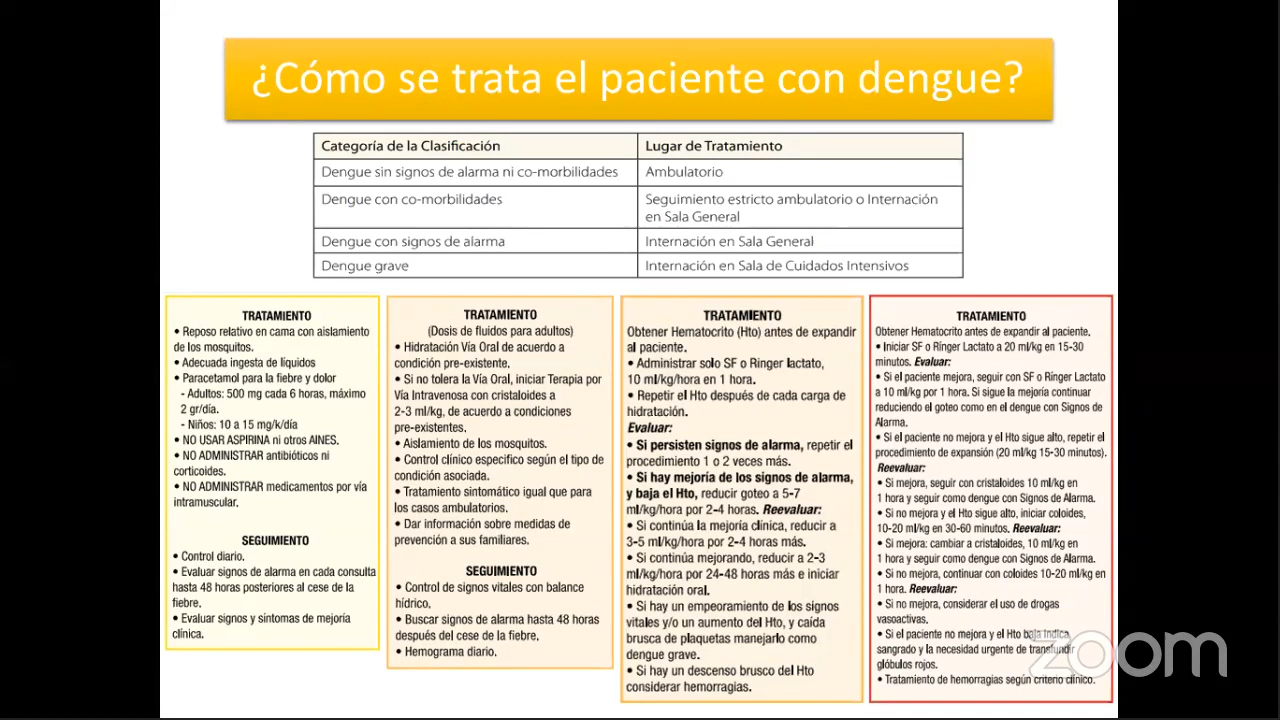 ¿Cómo se trata el paciente con dengue?
Categoría de la Clasificación
Lugar de Tratamiento
Dengue sin signos de alarma ni co-morbilidades
Ambulatorio
Dengue con co-morbilidades
Seguimiento estricto ambulatorio o Internación
en Sala General
Dengue con signos de alarma
Internación en Sala General
Dengue grave
Internación en Sala de Cuidados Intensivos
TRATAMIENTO
• Reposo relativo en cama con aislamiento
de los mosquitos.
• Adecuada ingesta de líquidos
• Paracetamol para la fiebre y dolor
- Adultos: 500 mg cada 6 horas, máximo
2 gr/día.
- Niños: 10 a 15 mg/k/día
• NO USAR ASPIRINA ni otros AINES.
• NO ADMINISTRAR antibióticos ni
corticoides.
• NO ADMINISTRAR medicamentos por vía
intramuscular.
SEGUIMIENTO
• Control diario.
• Evaluar signos de alarma en cada consulta
hasta 48 horas posteriores al cese de la
fiebre.
• Evaluar signos y síntomas de mejoría
clínica.
TRATAMIENTO
(Dosis de fluidos para adultos)
• Hidratación Vía Oral de acuerdo a
condición pre-existente.
• Si no tolera la Vía Oral, iniciar Terapia por
Vía Intravenosa con cristaloides a
2-3 ml/kg, de acuerdo a condiciones
pre-existentes.
• Aislamiento de los mosquitos.
• Control clínico especifico según el tipo de
condición asociada.
• Tratamiento sintomático igual que para
los casos ambulatorios.
• Dar información sobre medidas de
prevención a sus familiares.
SEGUIMIENTO
• Control de signos vitales con balance
hídrico.
• Buscar signos de alarma hasta 48 horas
después del cese de la fiebre,
• Hemograma diario.
TRATAMIENTO
Obtener Hematocrito (Hto) antes de expandir
al paciente.
• Administrar solo SF o Ringer lactato,
10 ml/kg/hora en 1 hora.
• Repetir el Hto después de cada carga de
hidratación.
Evaluar:
• Si persisten signos de alarma, repetir el
procedimiento 1 o 2 veces más.
• Si hay mejoría de los signos de alarma,
y baja el Hto, reducir goteo a 5-7
ml/kg/hora por 2-4 horas. Reevaluar:
• Si continúa la mejoría clínica, reducir a
3-5 ml/kg/hora por 2-4 horas más.
• Si continúa mejorando, reducir a 2-3
ml/kg/hora por 24-48 horas más e iniciar
hidratación oral.
• Si hay un empeoramiento de los signos
vitales y/o un aumento del Hto, y caída
brusca de plaquetas manejarlo como
dengue grave.
• Si hay un descenso brusco del Hto
considerar hemorragias.
TRATAMIENTO
Obtener Hematocrito antes de expandir al paciente.
• Iniciar SF o Ringer Lactato a 20 ml/kg en 15-30
minutos. Evaluar:
• Si el paciente mejora, seguir con SF o Ringer Lactato
a 10 ml/kg por 1 hora. Si sigue la mejoría continuar
reduciendo el goteo como en el dengue con Signos de
Alarma.
• Si el paciente no mejora y el Hto sigue alto, repetir el
procedimiento de expansión (20 ml/kg 15-30 minutos).
Reevaluar:
• Si mejora, seguir con cristaloides 10 ml/kg en
1 hora y seguir como dengue con Signos de Alarma.
• Si no mejora y el Hto sigue alto, iniciar coloides,
10-20 ml/kg en 30-60 minutos. Reevaluar:
• Si mejora: cambiar a cristaloides, 10 ml/kg en
1 hora y seguir como dengue con Signos de Alarma.
• Si no mejora, continuar con coloides 10-20 ml/kg en
1 hora. Reevaluar:
• Si no mejora, considerar el uso de drogas
vasoactivas.
• Si el paciente no mejora y el Hto baja indica
sangrado y la necesidad urgente de transfundir
glóbulos rojos.
• Tratamiento de hemorragias según criterio clínico.
zoom